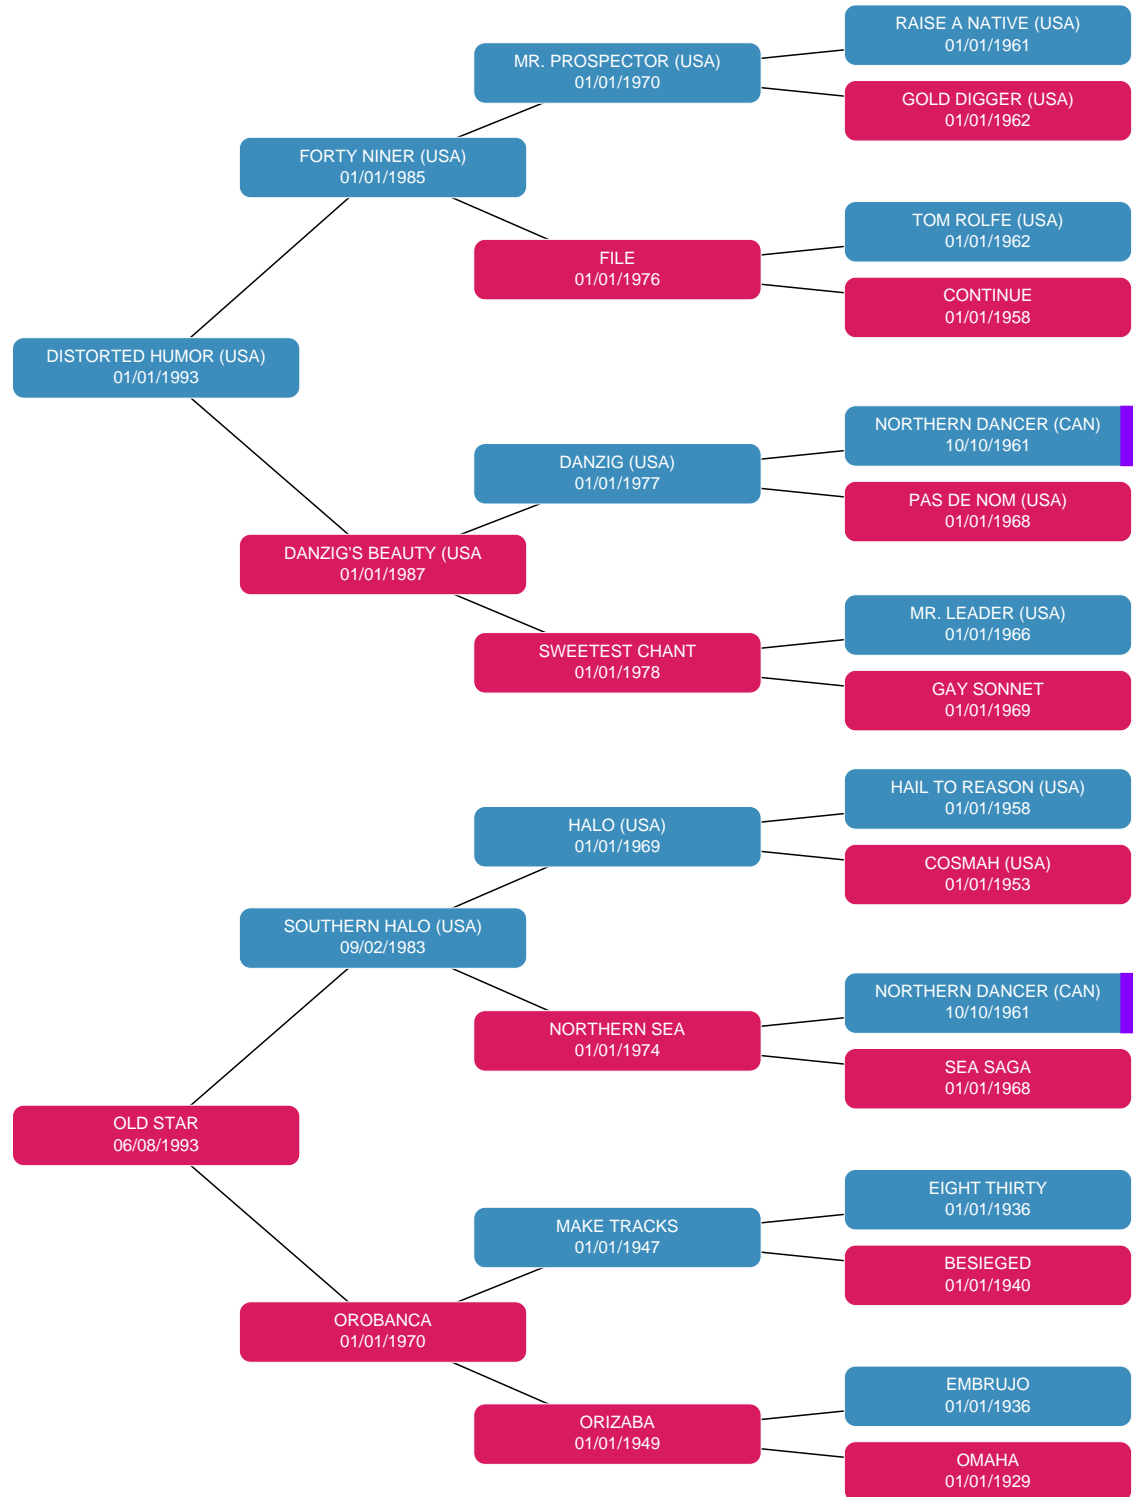 RAISE A NATIVE (USA)
01/01/1961
MR. PROSPECTOR (USA)
01/01/1970
GOLD DIGGER (USA)
01/01/1962
FORTY NINER (USA)
01/01/1985
TOM ROLFE (USA)
01/01/1962
FILE
01/01/1976
CONTINUE
01/01/1958
DISTORTED HUMOR (USA)
01/01/1993
NORTHERN DANCER (CAN)
10/10/1961
DANZIG (USA)
01/01/1977
PAS DE NOM (USA)
01/01/1968
DANZIG'S BEAUTY (USA
01/01/1987
MR. LEADER (USA)
01/01/1966
SWEETEST CHANT
01/01/1978
GAY SONNET
01/01/1969
HAIL TO REASON (USA)
01/01/1958
HALO (USA)
01/01/1969
COSMAH (USA)
01/01/1953
SOUTHERN HALO (USA)
09/02/1983
NORTHERN DANCER (CAN)
10/10/1961
NORTHERN SEA
01/01/1974
SEA SAGA
01/01/1968
OLD STAR
06/08/1993
EIGHT THIRTY
01/01/1936
MAKE TRACKS
01/01/1947
BESIEGED
01/01/1940
OROBANCA
01/01/1970
EMBRUJO
01/01/1936
ORIZABA
01/01/1949
OMAHA
01/01/1929